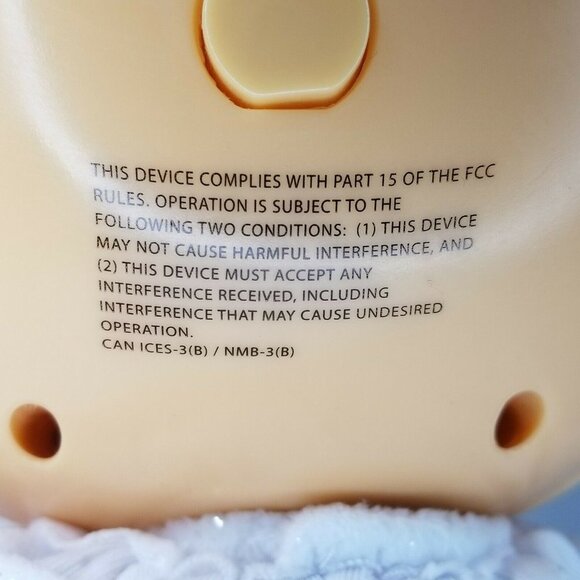 THIS DEVICE COMPLIES WITH PART 15 OF THE FCC
RULES. OPERATION IS SUBJECT TO THE
FOLLOWING TWO CONDITIONS: (1) THIS DEVICE
MAY NOT CAUSE HARMFUL INTERFERENCE, AND
(2) THIS DEVICE MUST ACCEPT ANY
INTERFERENCE RECEIVED, INCLUDING
INTERFERENCE THAT MAY CAUSE UNDESIRED
OPERATION.
CAN ICES-3(B) / NMB-3(B)